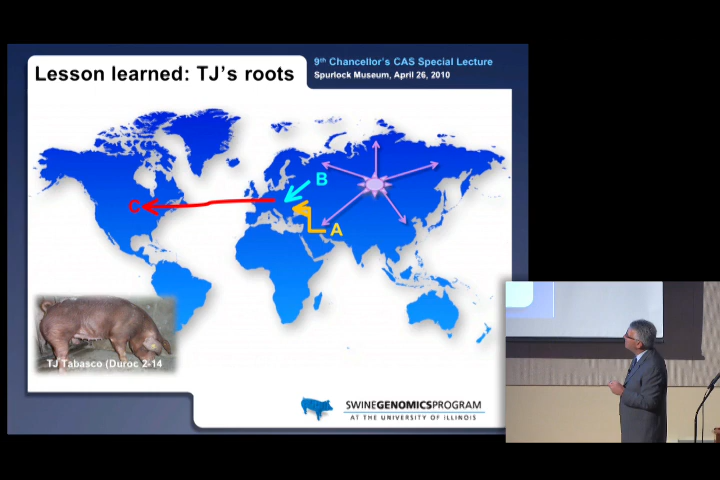 Lesson learned: TJ's roots
9th Chancellor's CAS Special Lecture
Spurlock Museum, April 26, 2010
B
C
A
TJ Tabasco (Duroc 2-14
SWINEGENOMICSPROGRAM
AT THE UNIVERSITY OF ILLINOIS